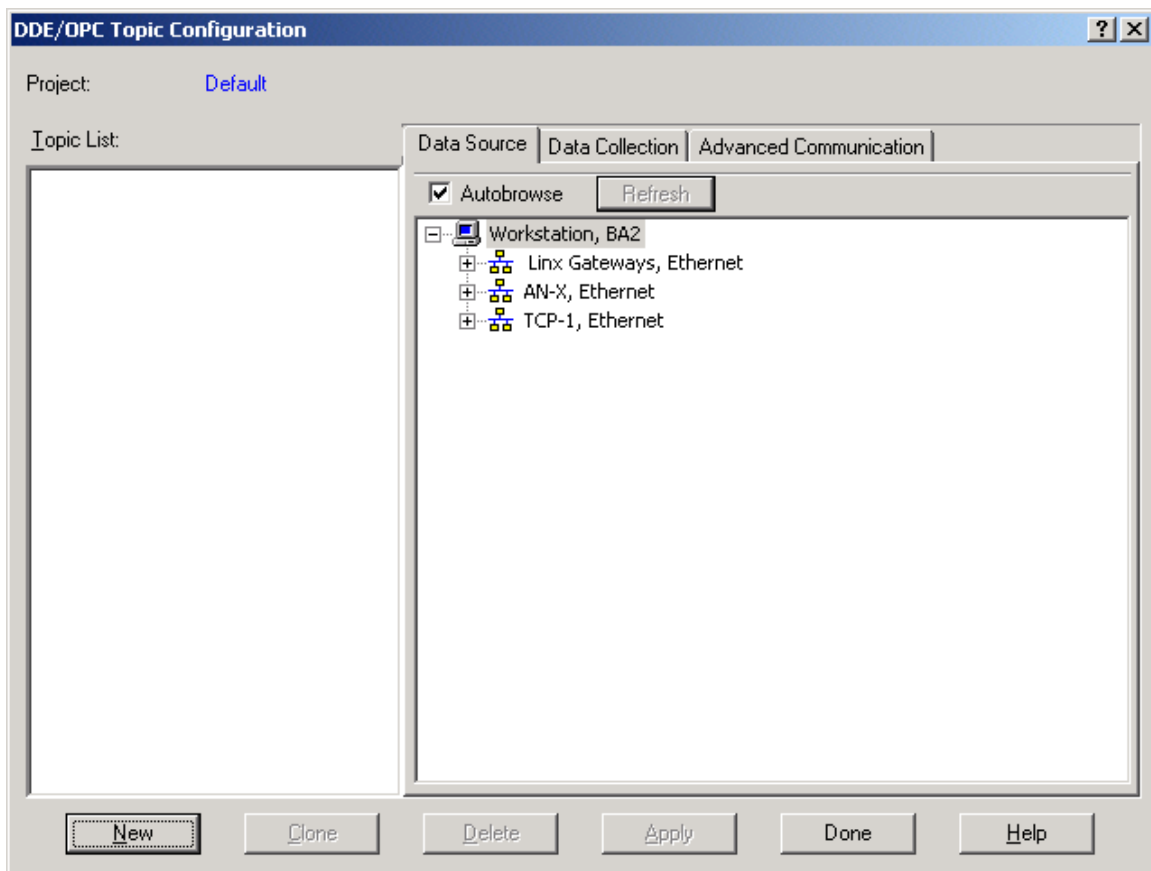 DDE/OPC Topic Configuration
Project: Default
Topic List:
Data Source Data Collection Advanced Communication
Autobrowse Refresh
Workstation, BA2
Linx Gateways, Ethernet
AN-X, Ethernet
TCP-1, Ethernet
New Clone Delete Apply Done Help